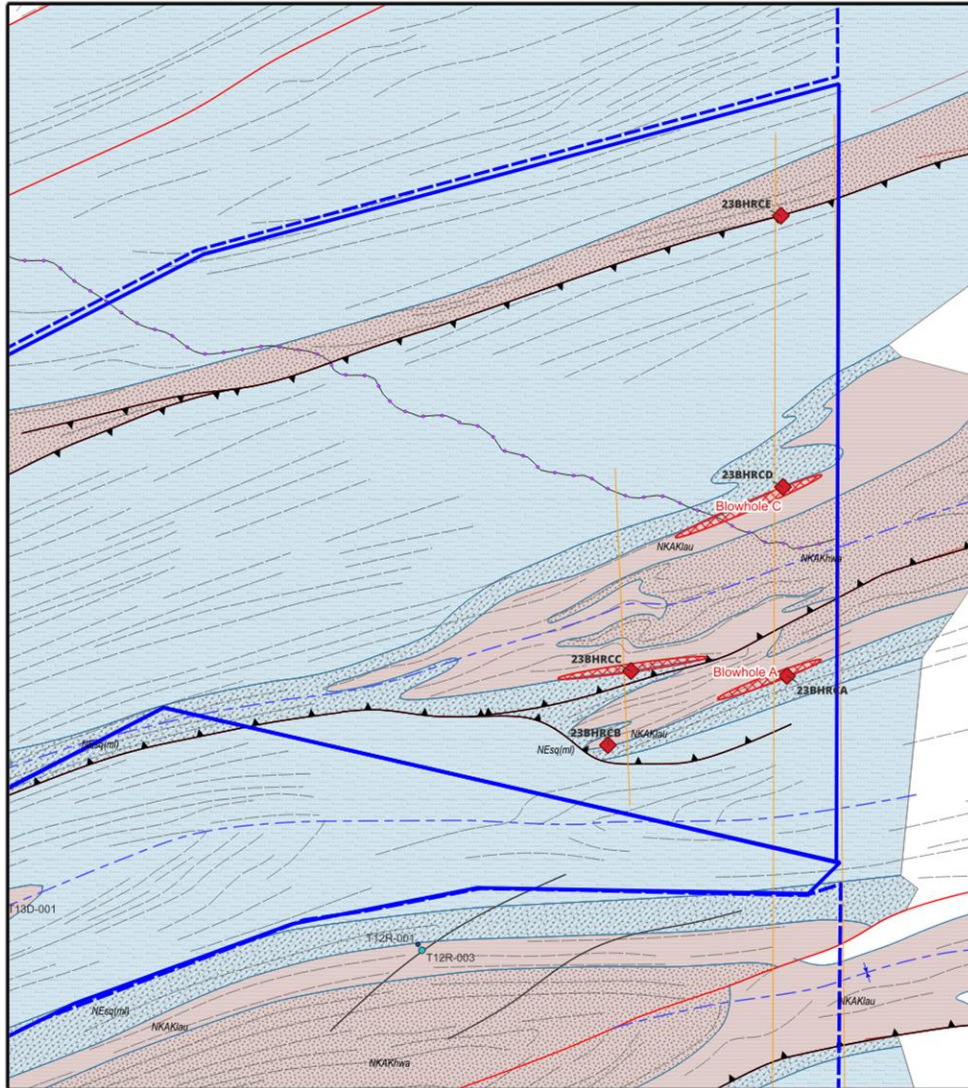 23BHRCE
23BHRCD
Blowhole C
NKAKlau
NKAKhwa
23BHRCC
Blowhole A
23BHRCA
23BHRCB
NKAKlau
NEsq(ml)
NEsq(ml)
T13D-001
T12R-001
T12R-003
NEsq(ml)
NKAKlau
NKAKlau
NKAKhwa